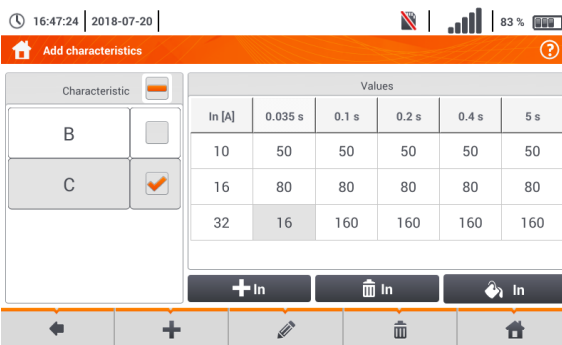 16:47:24 2018-07-20 83 %
Add characteristics ?
Characteristic Values
In [A] 0.035 s 0.1 s 0.2 s 0.4 s 5 s
B
10 50 50 50 50 50
C
16 80 80 80 80 80
32 16 160 160 160 160
In In In